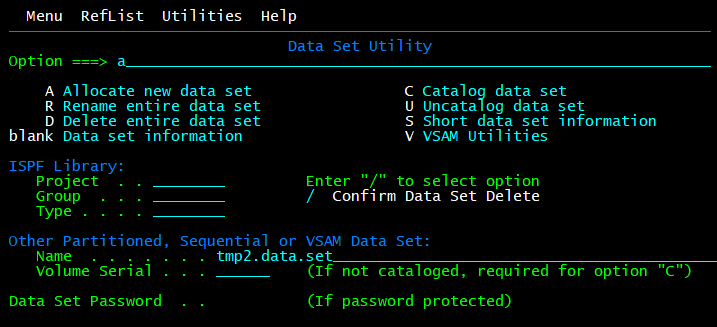 Menu RefList Utilities Help
Data Set Utility
Option ===> a
A Allocate new data set C Catalog data set
R Rename entire data set U Uncatalog data set
D Delete entire data set S Short data set information
blank Data set information V VSAM Utilities
ISPF Library:
Project . . Enter "/" to select option
Group . . . / Confirm Data Set Delete
Type . . . .
Other Partitioned, Sequential or VSAM Data Set:
Name . . . . . . . tmp2.data.set
Volume Serial . . . (If not cataloged, required for option "C")
Data Set Password . . (If password protected)